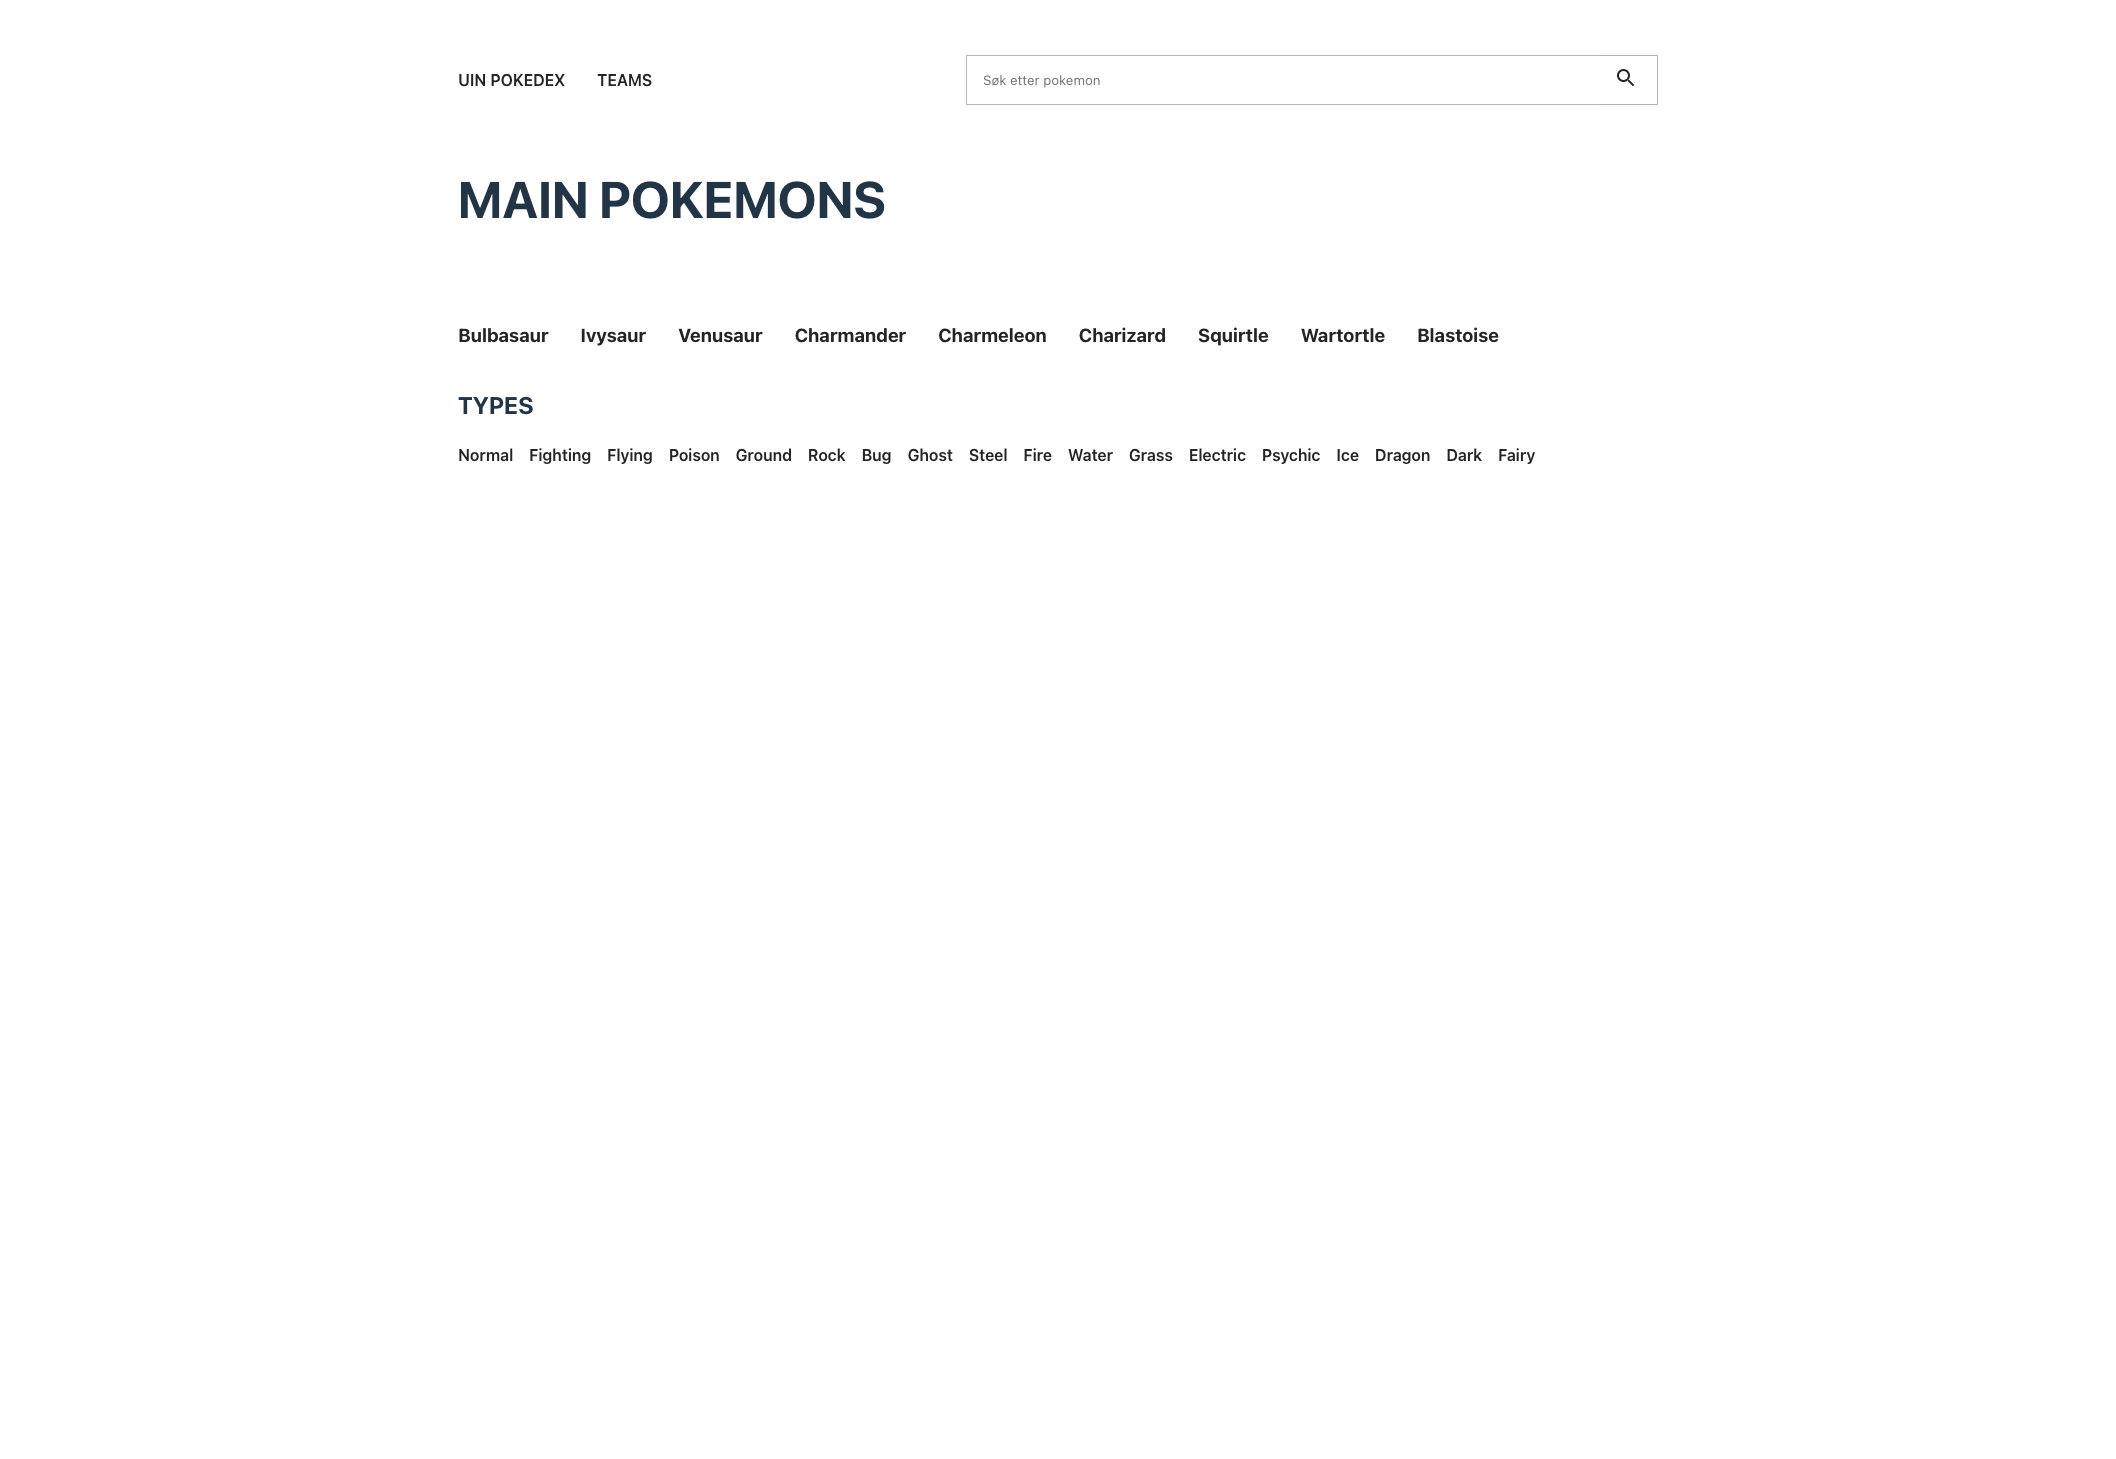 UIN POKEDEX TEAMS Søk etter pokemon
MAIN POKEMONS
Bulbasaur Ivysaur Venusaur Charmander Charmeleon Charizard Squirtle Wartortle Blastoise
TYPES
Normal Fighting Flying Poison Ground Rock Bug Ghost Steel Fire Water Grass Electric Psychic Ice Dragon Dark Fairy